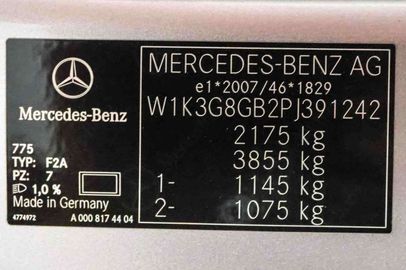 MERCEDES-BENZ AG
e1*2007/46*1829
W1K3G8GB2PJ391242
2175 kg
3855 kg
1- 1145 kg
2- 1075 kg
Mercedes-Benz
775
TYP: F2A
PZ: 7
1,0 %
Made in Germany
4774972 A 000 817 44 04